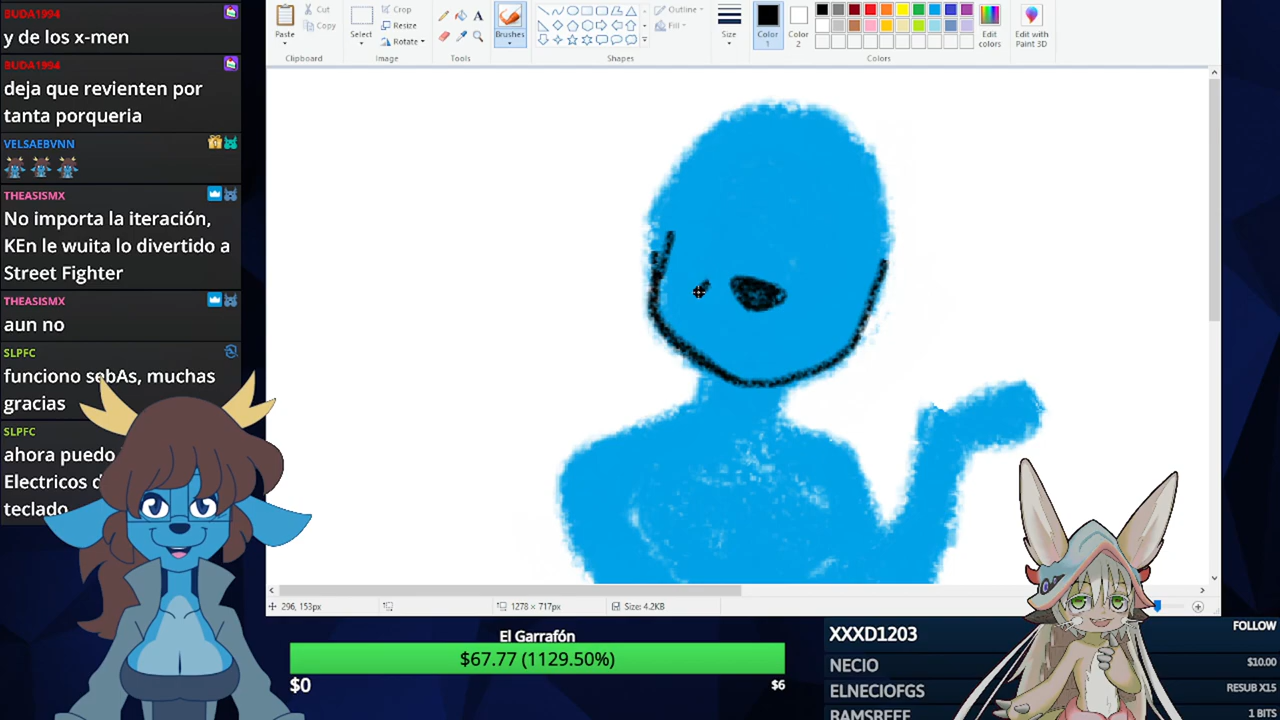 BUDA1994
y de los x-men
BUDA1994
deja que revienten por
tanta porqueria
VELSAEBVNN
THEASISMX
No importa la iteración,
KEn le wuita lo divertido a
Street Fighter
THEASISMX
aun no
SLPFC
funciono sebAs, muchas
gracias
SLPFC
ahora puedo
Electricos d
teclado
Paste
Cut
Copy
Clipboard
Select
Crop
Resize
Rotate
Image
A
Tools
Brushes
Outline
Fill
Shapes
Size
Color
1
Color
2
Edit
colors
Colors
Edit with
Paint 3D
296, 153px
1278 × 717px
Size: 4.2KB
El Garrafón
$67.77 (1129.50%)
$0
$6
XXXD1203
FOLLOW
NECIO
$10.00
ELNECIOFGS
RESUB X15
RAMSREEE
1 BITS